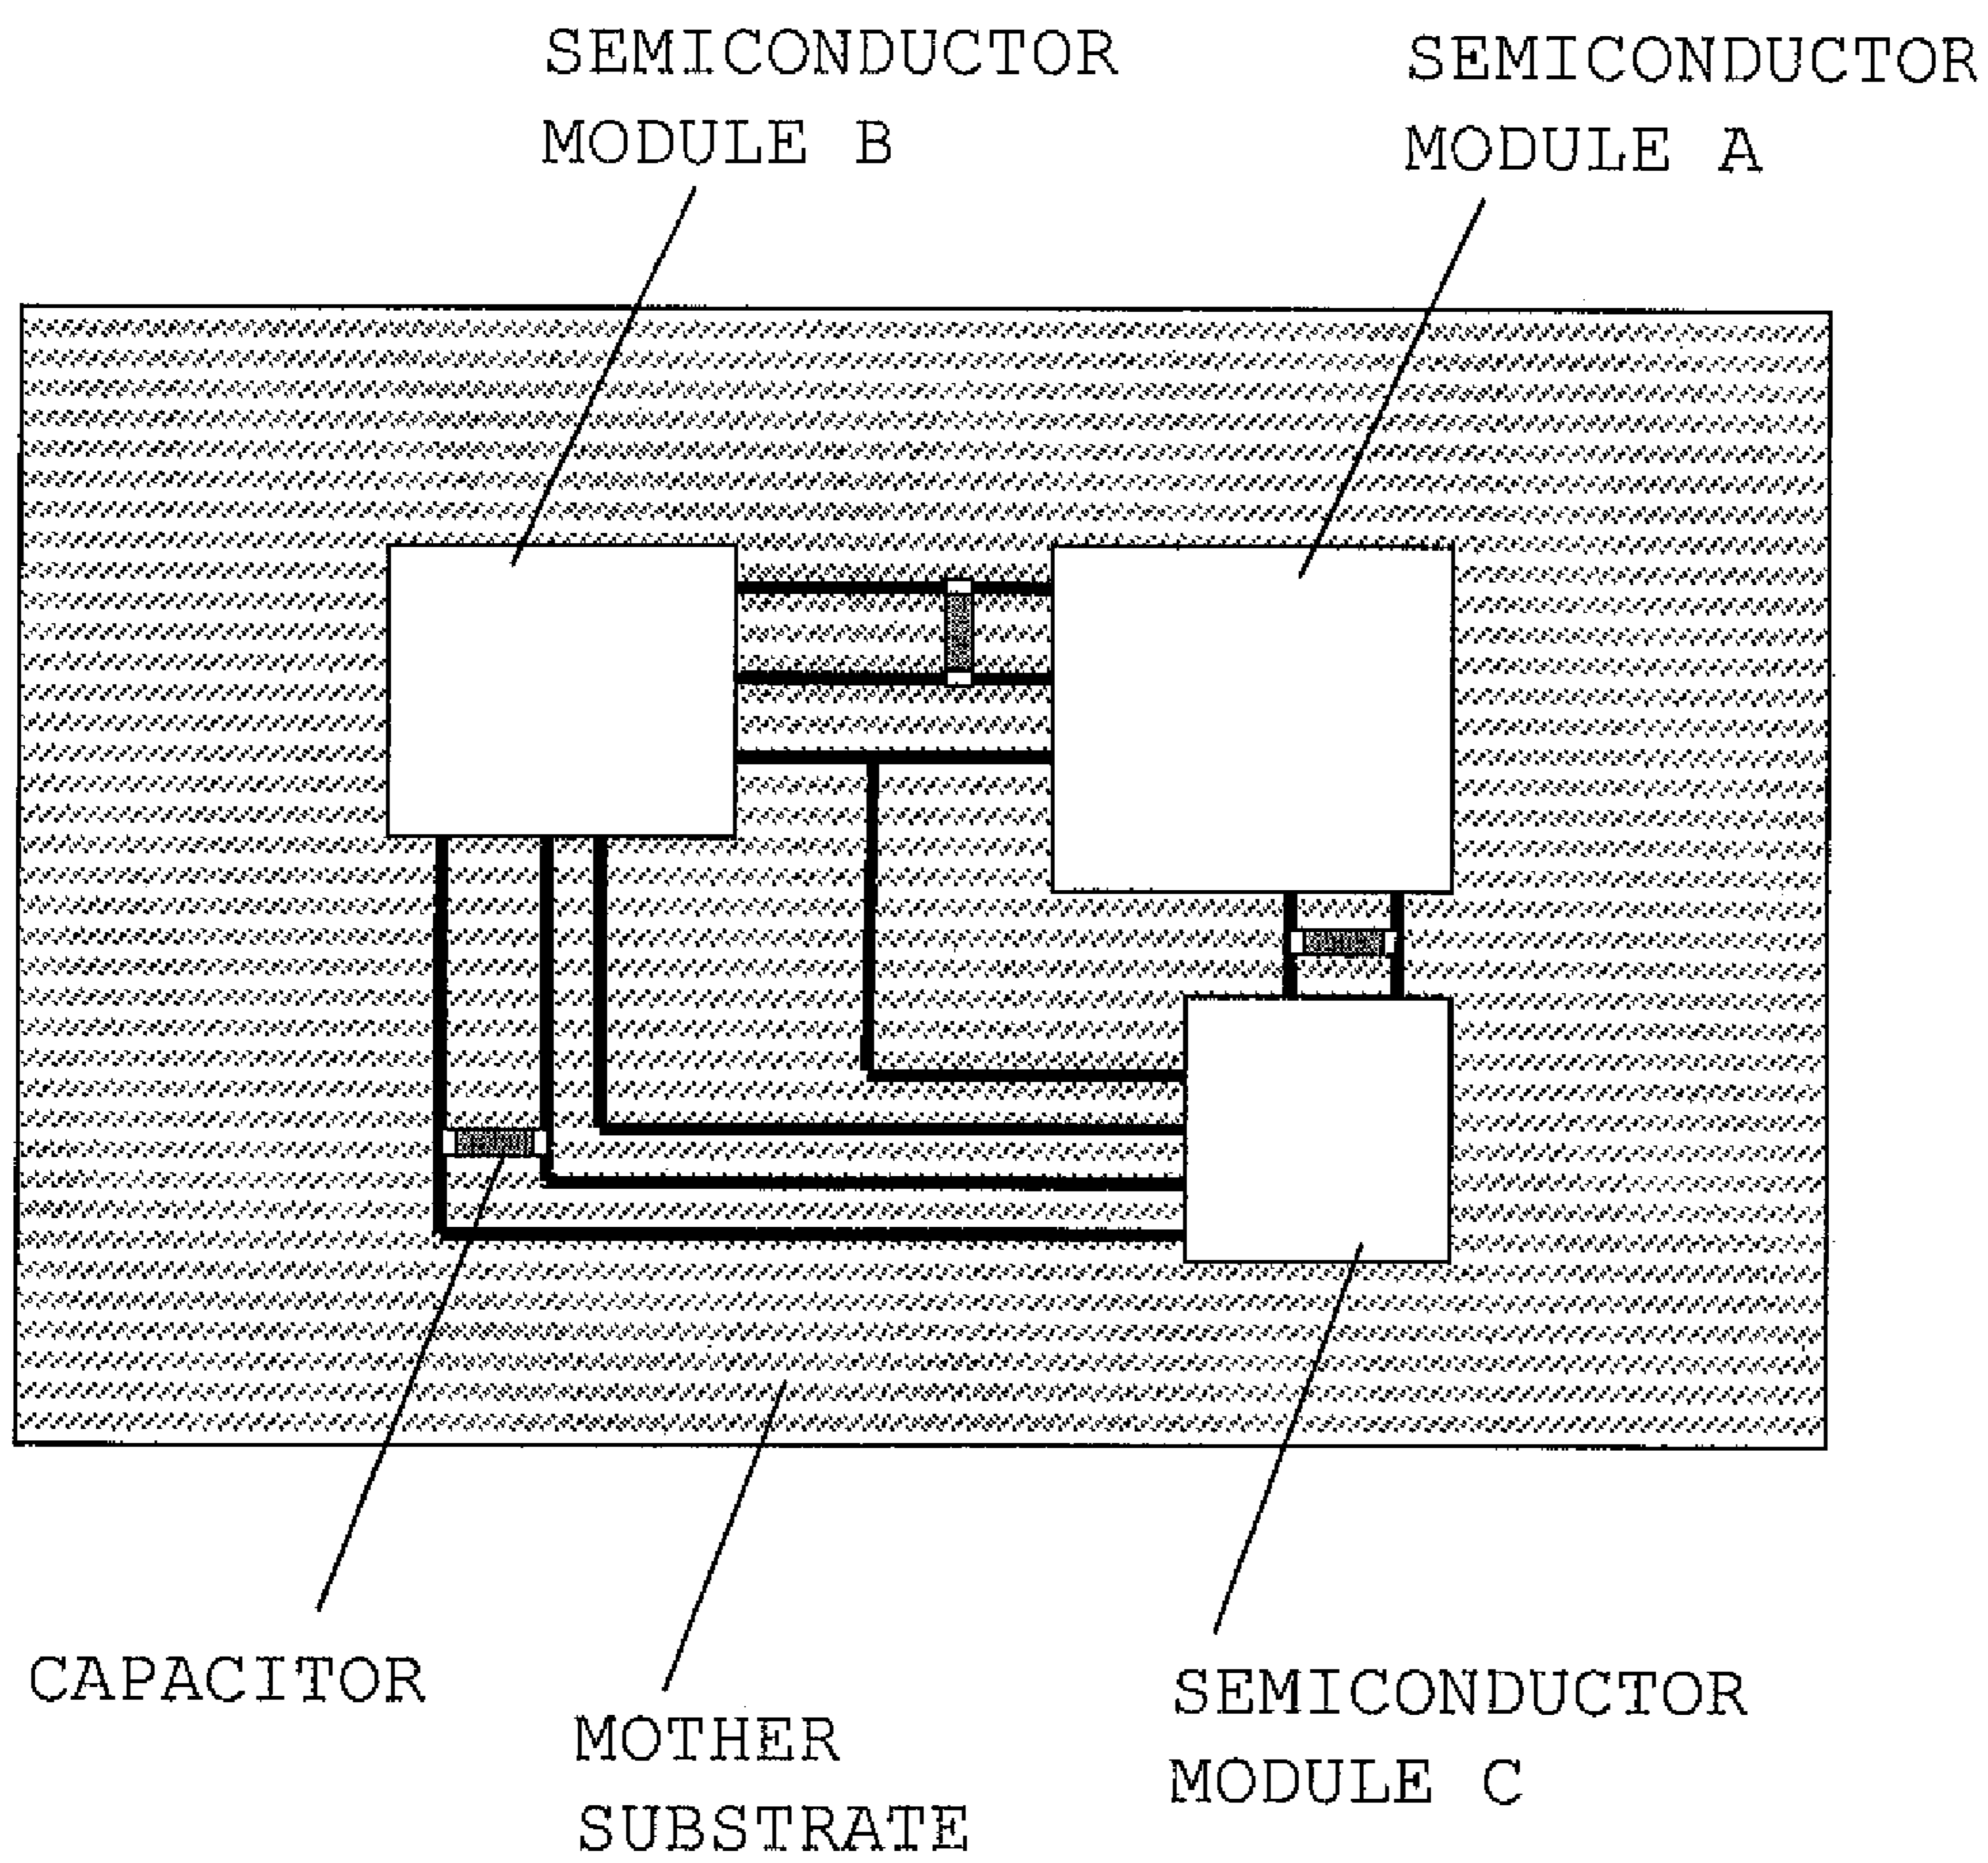 SEMICONDUCTOR
MODULE B
SEMICONDUCTOR
MODULE A
CAPACITOR
MOTHER
SUBSTRATE
SEMICONDUCTOR
MODULE C